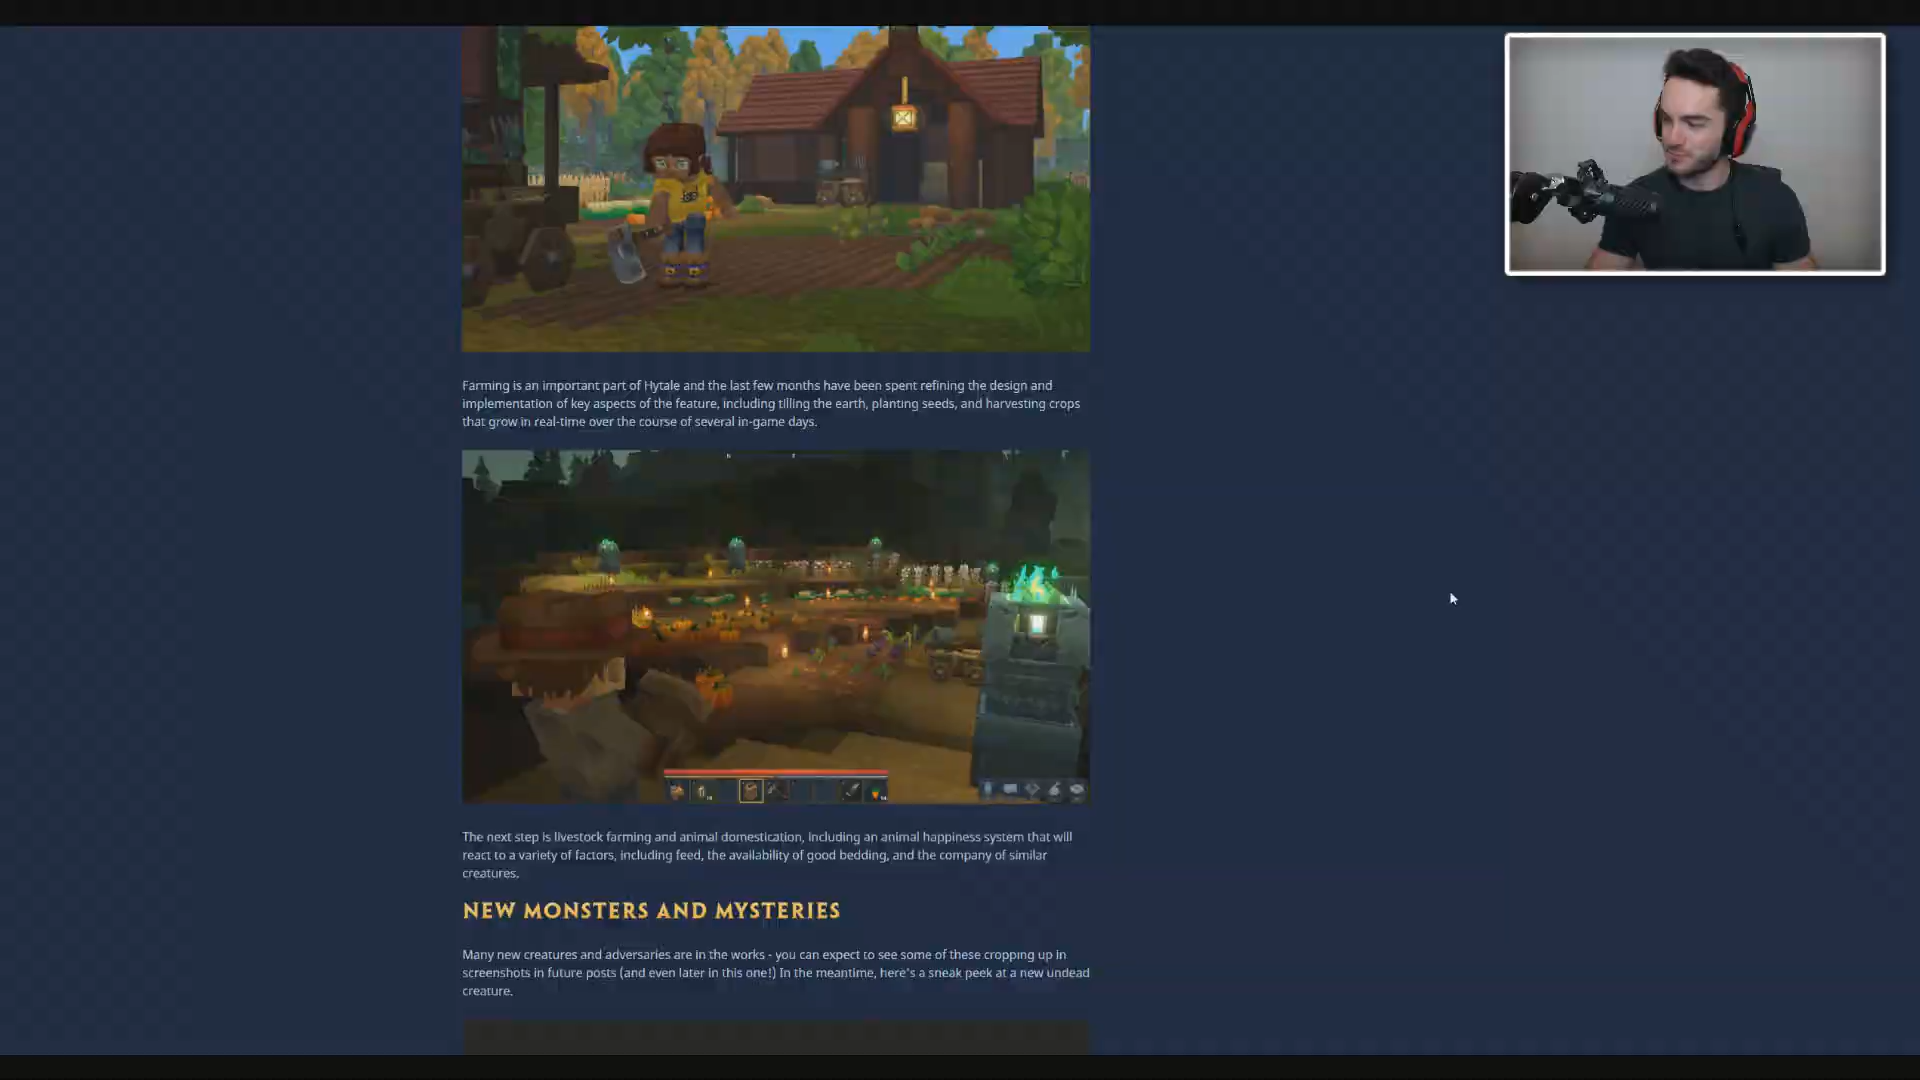 Farming is an important part of Hytale and the last few months have been spent refining the design and
implementation of key aspects of the feature, including tilling the earth, planting seeds, and harvesting crops
that grow in real-time over the course of several in-game days.
The next step is livestock farming and animal domestication, including an animal happiness system that will
react to a variety of factors, including feed, the availability of good bedding, and the company of similar
creatures.
NEW MONSTERS AND MYSTERIES
Many new creatures and adversaries are in the works - you can expect to see some of these cropping up in
screenshots in future posts (and even later in this one!) In the meantime, here's a sneak peek at a new undead
creature.